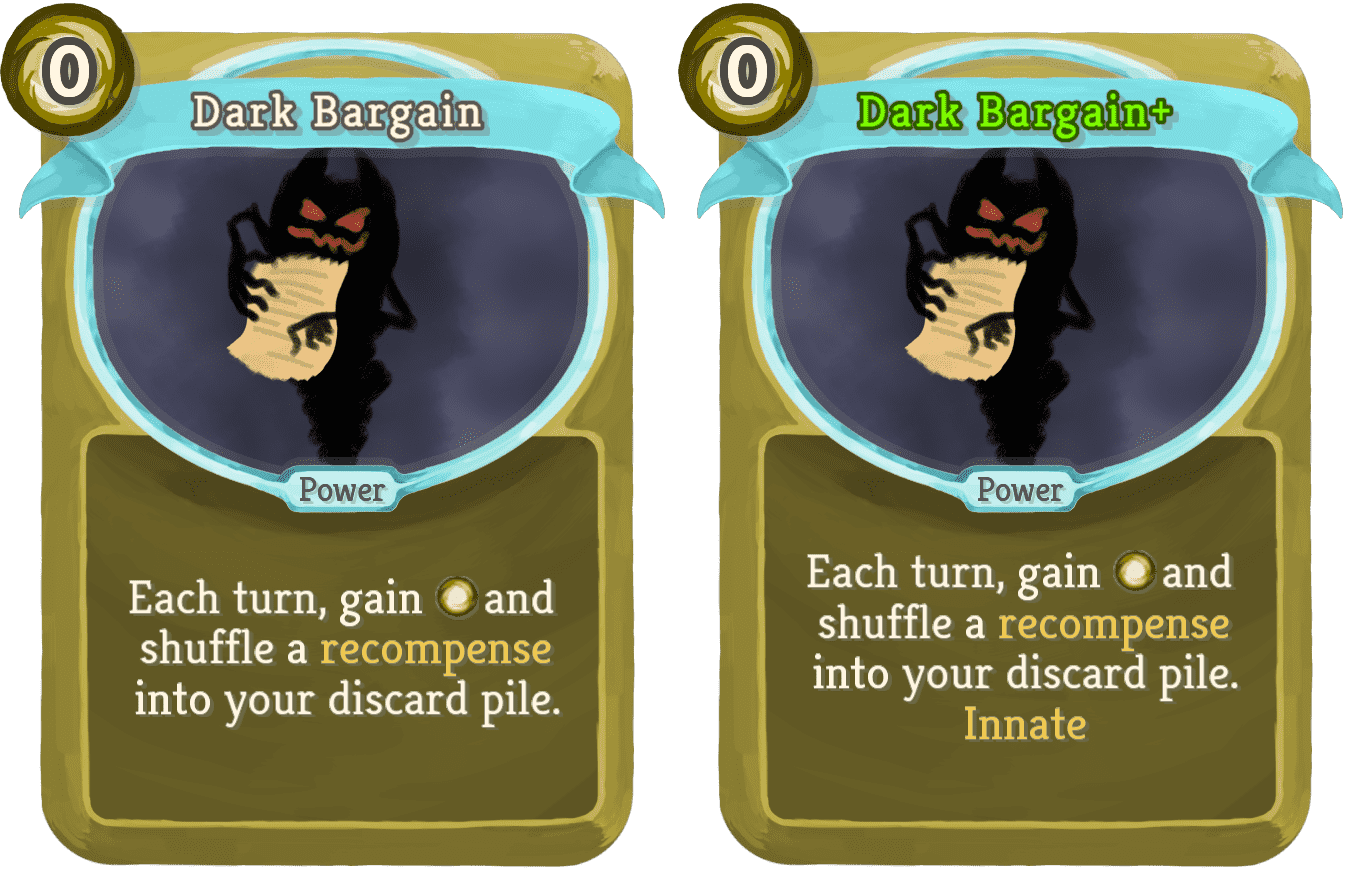 0
Dark Bargain
Power
Each turn, gain and
shuffle a recompense
into your discard pile.
0
Dark Bargain+
Power
Each turn, gain and
shuffle a recompense
into your discard pile.
Innate